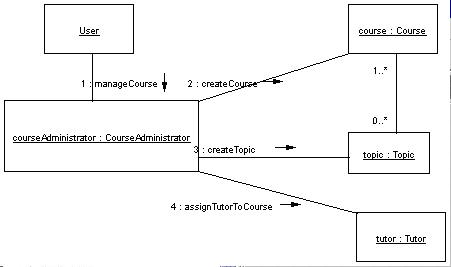 User
course : Course
1 : manageCourse
2 : createCourse
1..*
courseAdministrator : CourseAdministrator
0..*
3 : createTopic
topic : Topic
4 : assignTutorToCourse
tutor : Tutor